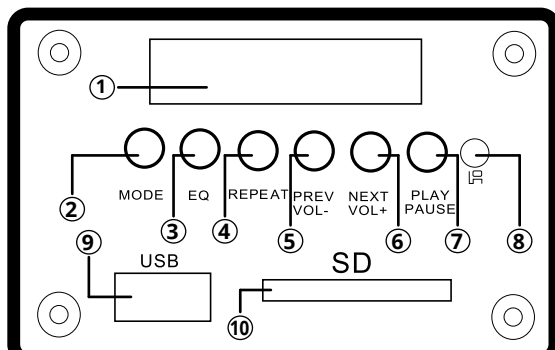 ①
MODE
EQ
REPEAT
PREV
VOL-
NEXT
VOL+
PLAY
PAUSE
②
③
④
⑤
⑥
⑦
⑧
⑨
USB
SD
⑩